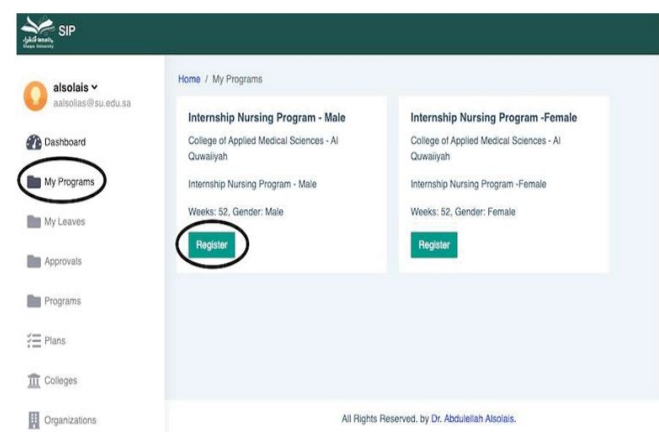 SIP
Shaqra University
alsolais
aalsolias@su.edu.sa
Dashboard
My Programs
My Leaves
Approvals
Programs
Plans
Colleges
Organizations
Home / My Programs
Internship Nursing Program - Male
College of Applied Medical Sciences - Al
Quwaiiyah
Internship Nursing Program - Male
Weeks: 52, Gender: Male
Register
Internship Nursing Program -Female
College of Applied Medical Sciences - Al
Quwaiiyah
Internship Nursing Program -Female
Weeks: 52, Gender: Female
Register
All Rights Reserved. by Dr. Abdulellah Alsolais.